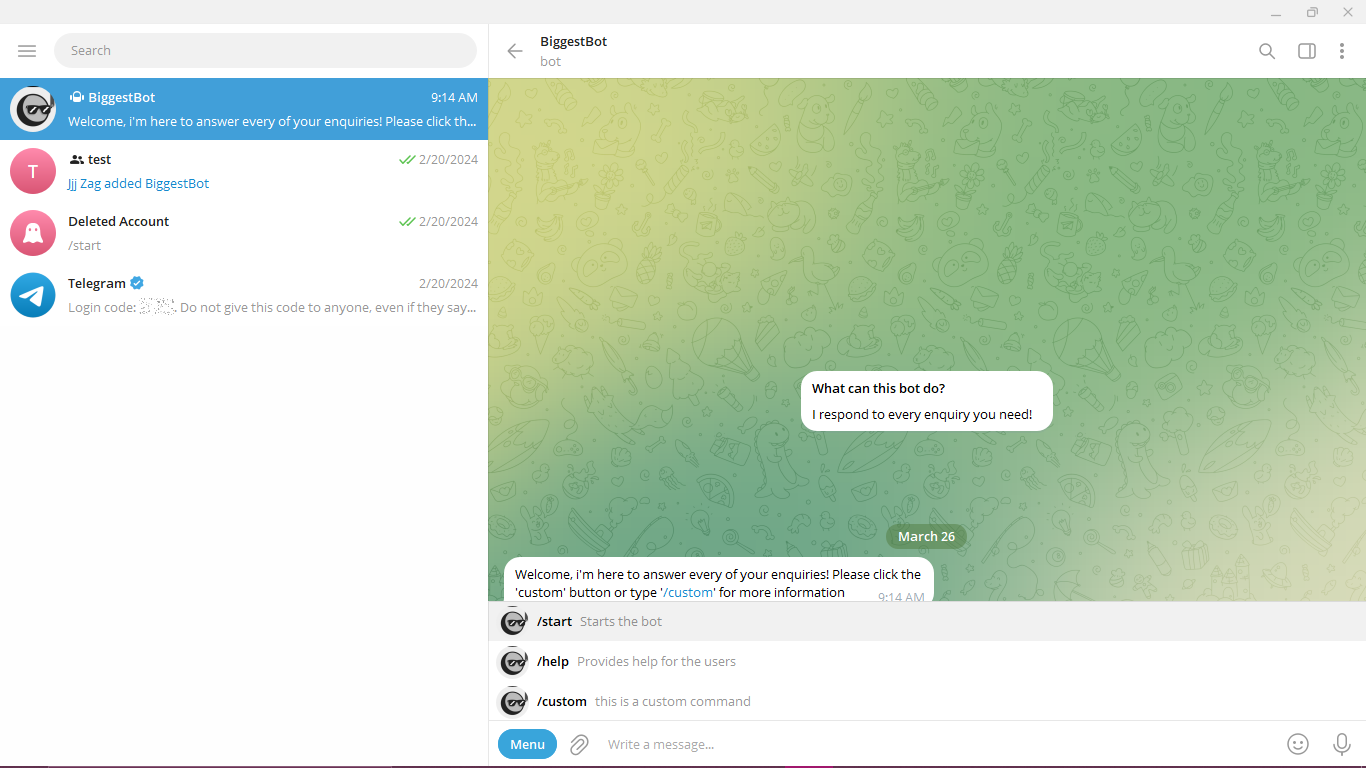 Search
BiggestBot
9:14 AM
Welcome, i'm here to answer every of your enquiries! Please click th...
T
test
2/20/2024
Jjj Zag added BiggestBot
Deleted Account
2/20/2024
/start
Telegram
2/20/2024
Login code: . Do not give this code to anyone, even if they say...
BiggestBot
bot
What can this bot do?
I respond to every enquiry you need!
March 26
Welcome, i'm here to answer every of your enquiries! Please click the
'custom' button or type '/custom' for more information
9:14 AM
/start Starts the bot
/help Provides help for the users
/custom this is a custom command
Menu
Write a message...